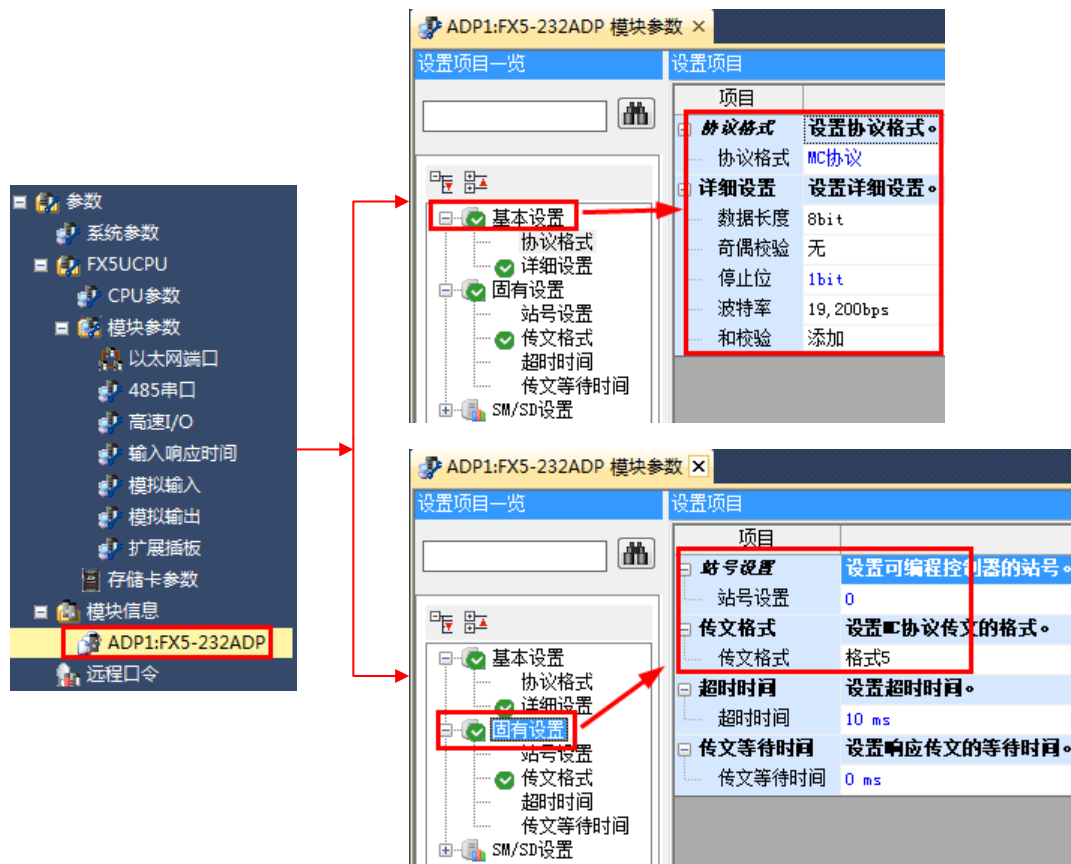 参数
系统参数
FX5UCPU
CPU参数
模块参数
以太网端口
485串口
高速I/O
输入响应时间
模拟输入
模拟输出
扩展插板
存储卡参数
模块信息
ADP1:FX5-232ADP
远程口令
ADP1:FX5-232ADP 模块参数
设置项目一览
基本设置
协议格式
详细设置
固有设置
站号设置
传文格式
超时时间
传文等待时间
SM/SD设置
设置项目
项目
协议格式 设置协议格式。
协议格式 MC协议
详细设置 设置详细设置。
数据长度 8bit
奇偶校验 无
停止位 1bit
波特率 19,200bps
和校验 添加
ADP1:FX5-232ADP 模块参数
设置项目一览
基本设置
协议格式
详细设置
固有设置
站号设置
传文格式
超时时间
传文等待时间
SM/SD设置
设置项目
项目
站号设置 设置可编程控制器的站号。
站号设置 0
传文格式 设置MC协议传文的格式。
传文格式 格式5
超时时间 设置超时时间。
超时时间 10 ms
传文等待时间 设置响应传文的等待时间。
传文等待时间 0 ms